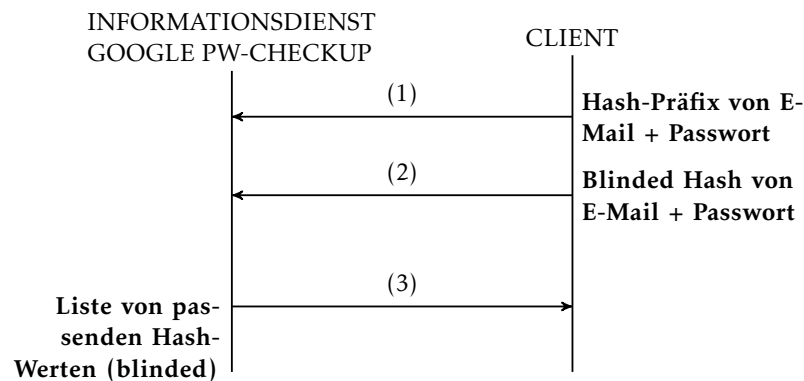 INFORMATIONSDIENST
GOOGLE PW-CHECKUP
CLIENT
(1)
Hash-Präfix von E-
Mail + Passwort
(2)
Blinded Hash von
E-Mail + Passwort
(3)
Liste von pas-
senden Hash-
Werten (blinded)